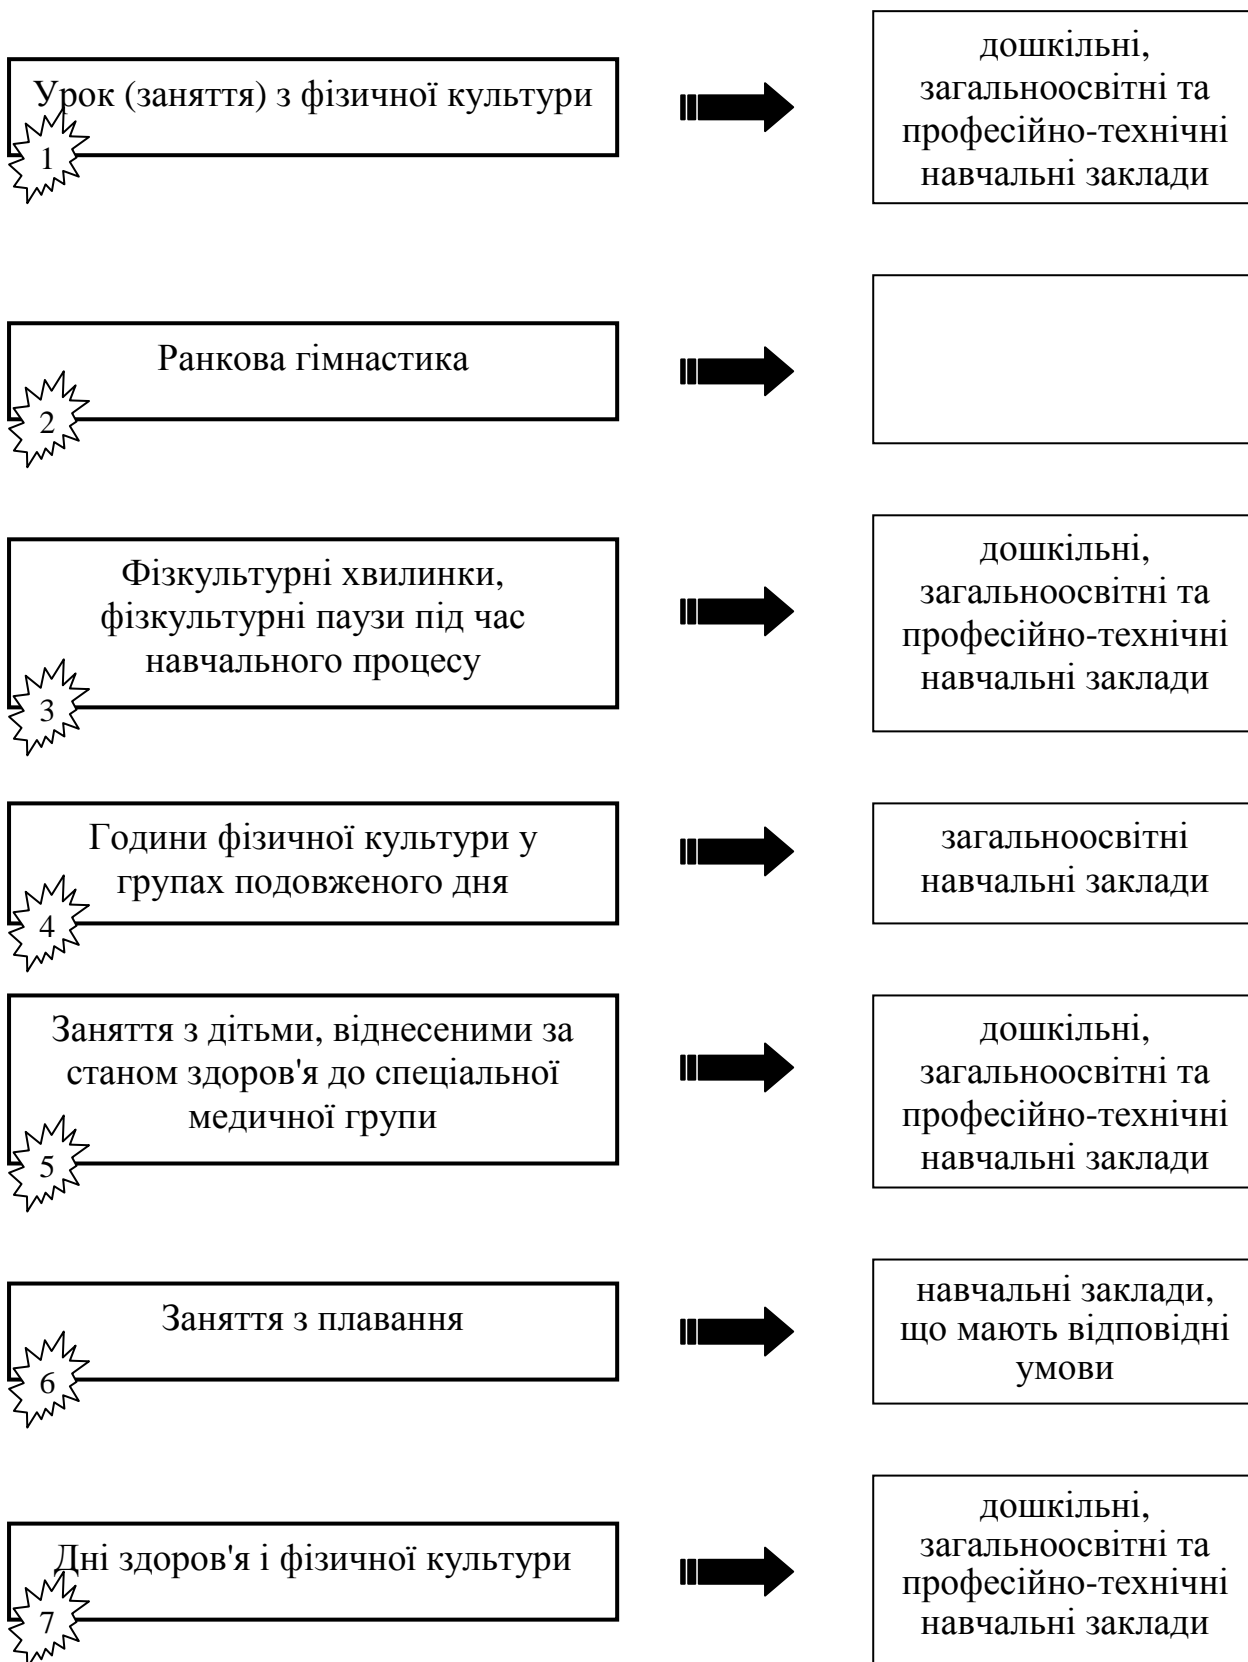 Урок (заняття) з фізичної культури
1
дошкільні,
загальноосвітні та
професійно-технічні
навчальні заклади
Ранкова гімнастика
2
Фізкультурні хвилинки,
фізкультурні паузи під час
навчального процесу
3
дошкільні,
загальноосвітні та
професійно-технічні
навчальні заклади
Години фізичної культури у
групах подовженого дня
4
загальноосвітні
навчальні заклади
Заняття з дітьми, віднесеними за
станом здоров'я до спеціальної
медичної групи
5
дошкільні,
загальноосвітні та
професійно-технічні
навчальні заклади
Заняття з плавання
6
навчальні заклади,
що мають відповідні
умови
Дні здоров'я і фізичної культури
7
дошкільні,
загальноосвітні та
професійно-технічні
навчальні заклади